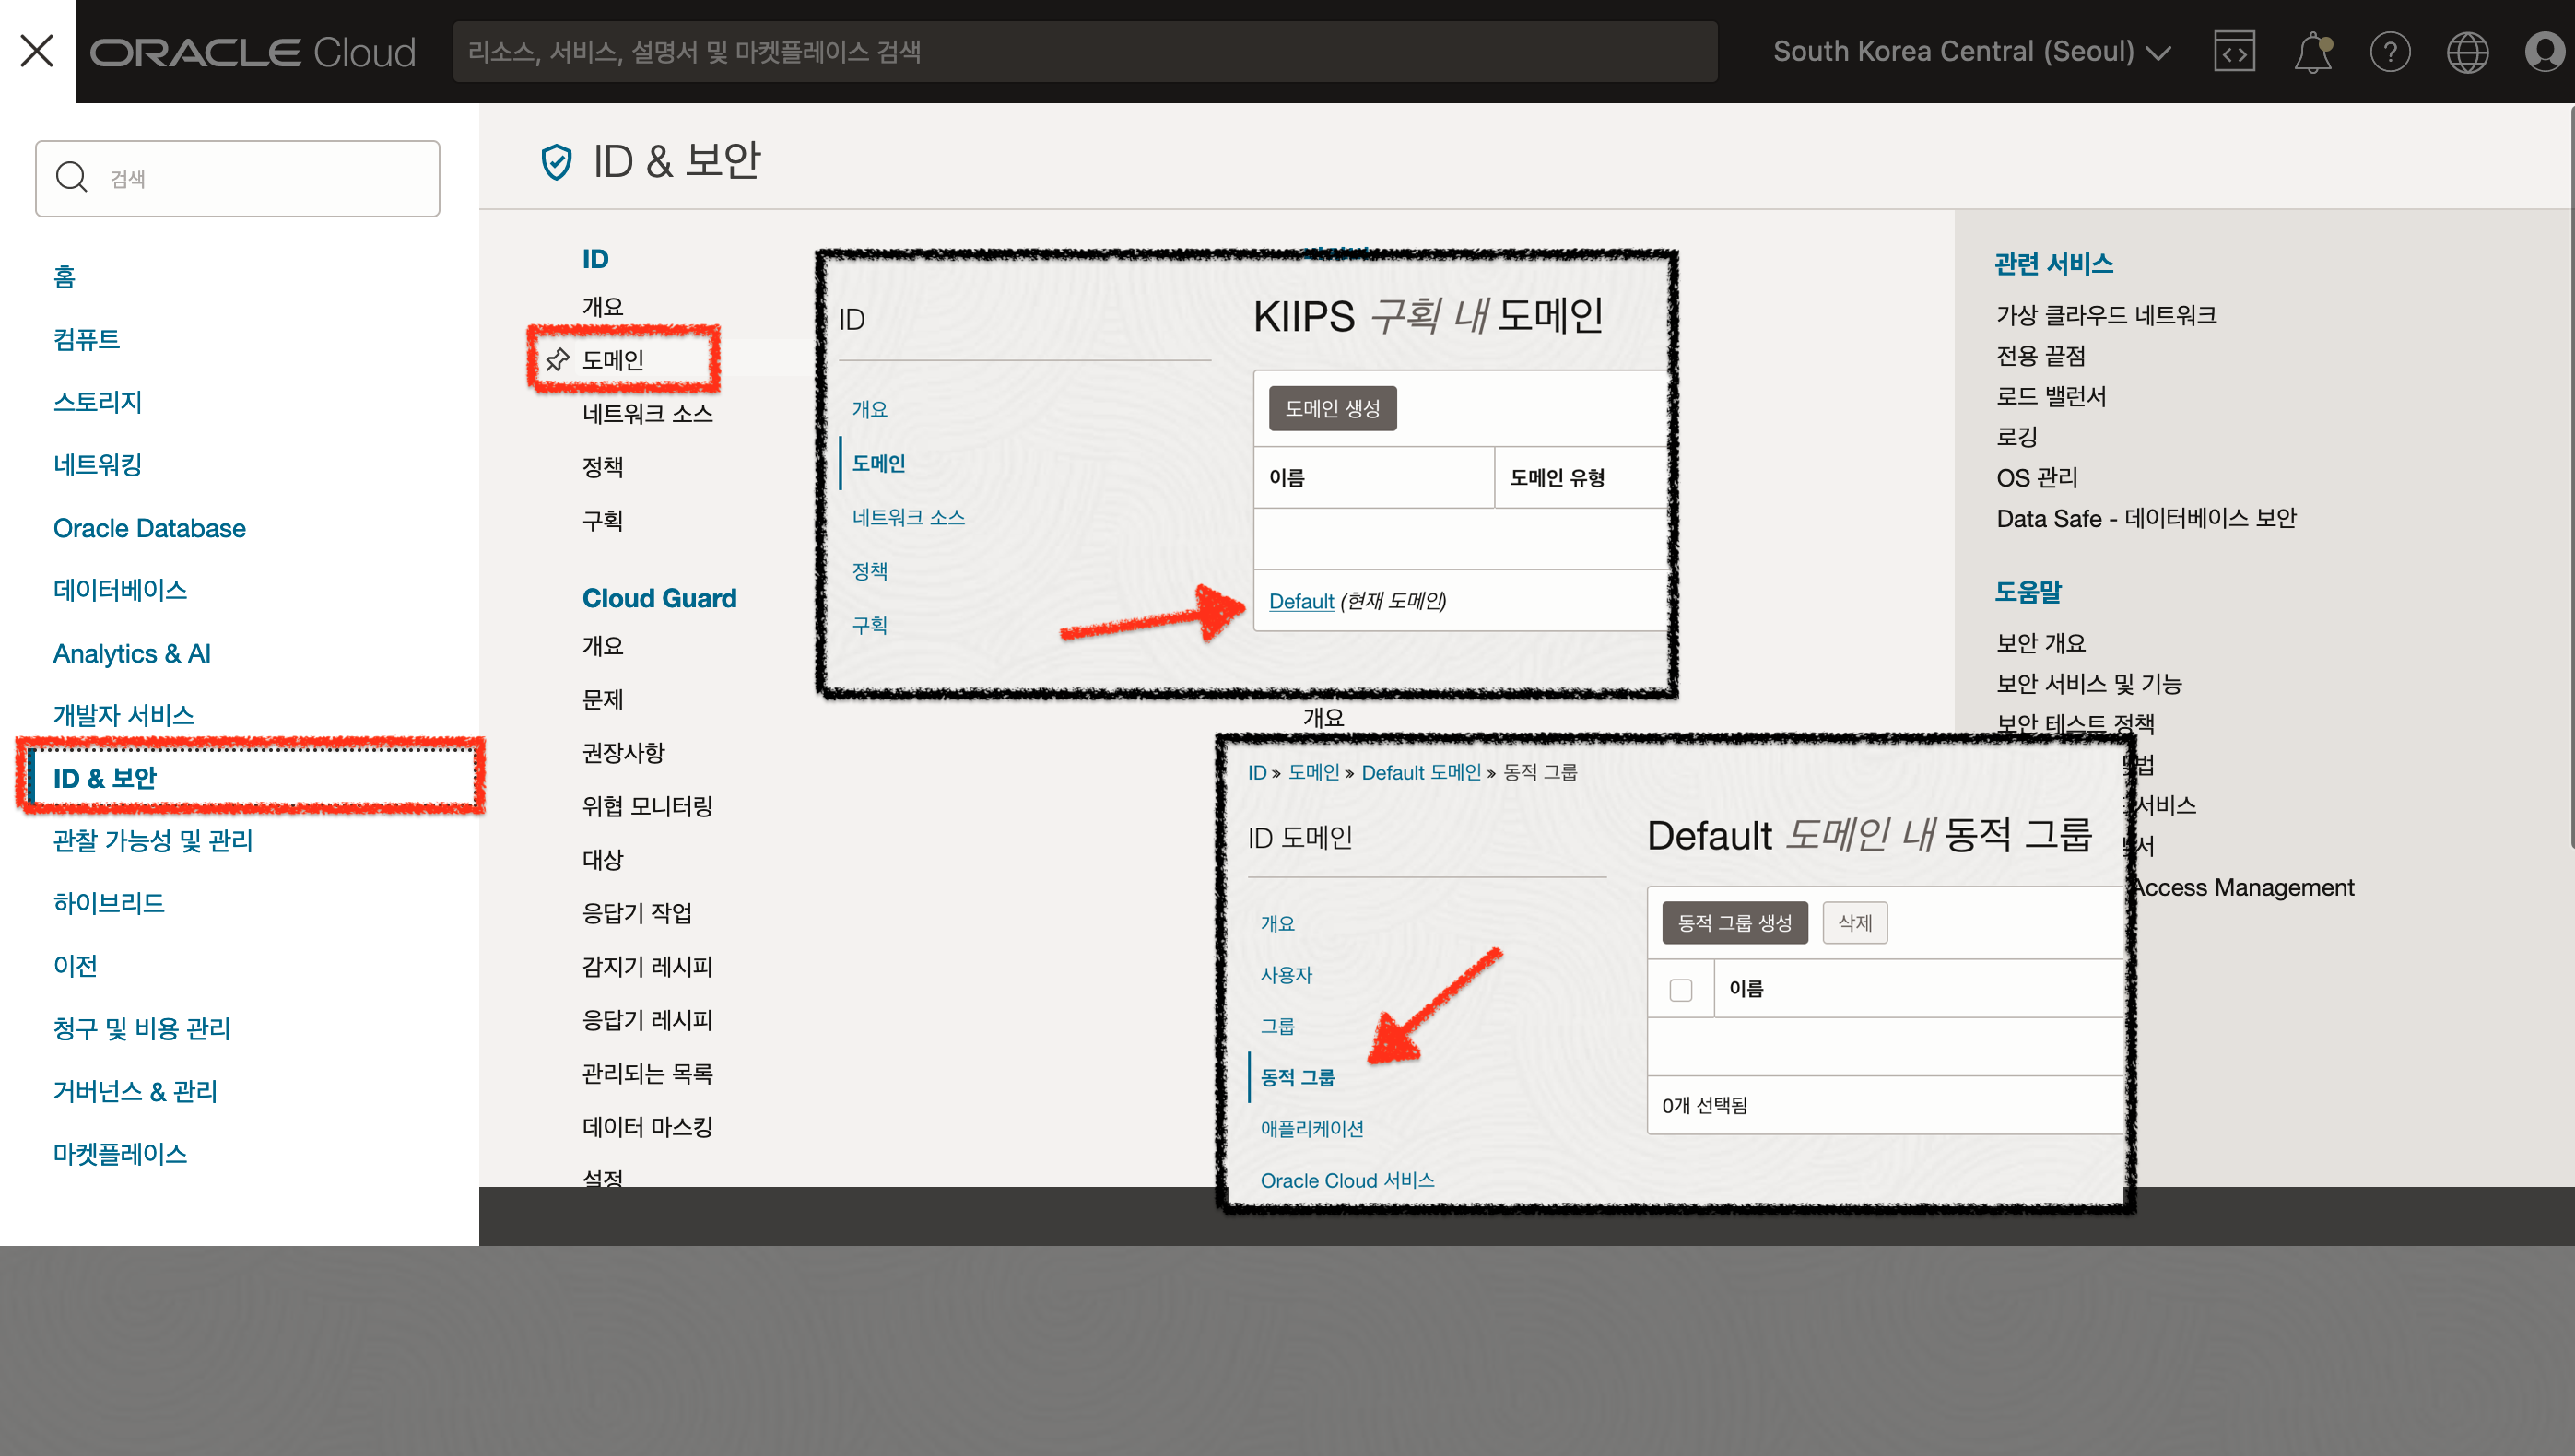 ORACLE Cloud
리소스, 서비스, 설명서 및 마켓플레이스 검색
South Korea Central (Seoul)
검색
홈
컴퓨트
스토리지
네트워킹
Oracle Database
데이터베이스
Analytics & AI
개발자 서비스
ID & 보안
관찰 가능성 및 관리
하이브리드
이전
청구 및 비용 관리
거버넌스 & 관리
마켓플레이스
ID & 보안
ID
개요
도메인
네트워크 소스
정책
구획
Cloud Guard
개요
문제
권장사항
위협 모니터링
대상
응답기 작업
감지기 레시피
응답기 레시피
관리되는 목록
데이터 마스킹
설정
ID
개요
도메인
네트워크 소스
정책
구획
KIIPS 구획 내 도메인
도메인 생성
이름
도메인 유형
Default (현재 도메인)
개요
ID » 도메인 » Default 도메인 » 동적 그룹
ID 도메인
개요
사용자
그룹
동적 그룹
애플리케이션
Oracle Cloud 서비스
Default 도메인 내 동적 그룹
동적 그룹 생성
삭제
이름
0개 선택됨
관련 서비스
가상 클라우드 네트워크
전용 끝점
로드 밸런서
로깅
OS 관리
Data Safe - 데이터베이스 보안
도움말
보안 개요
보안 서비스 및 기능
보안 테스트 정책
서비스
Access Management